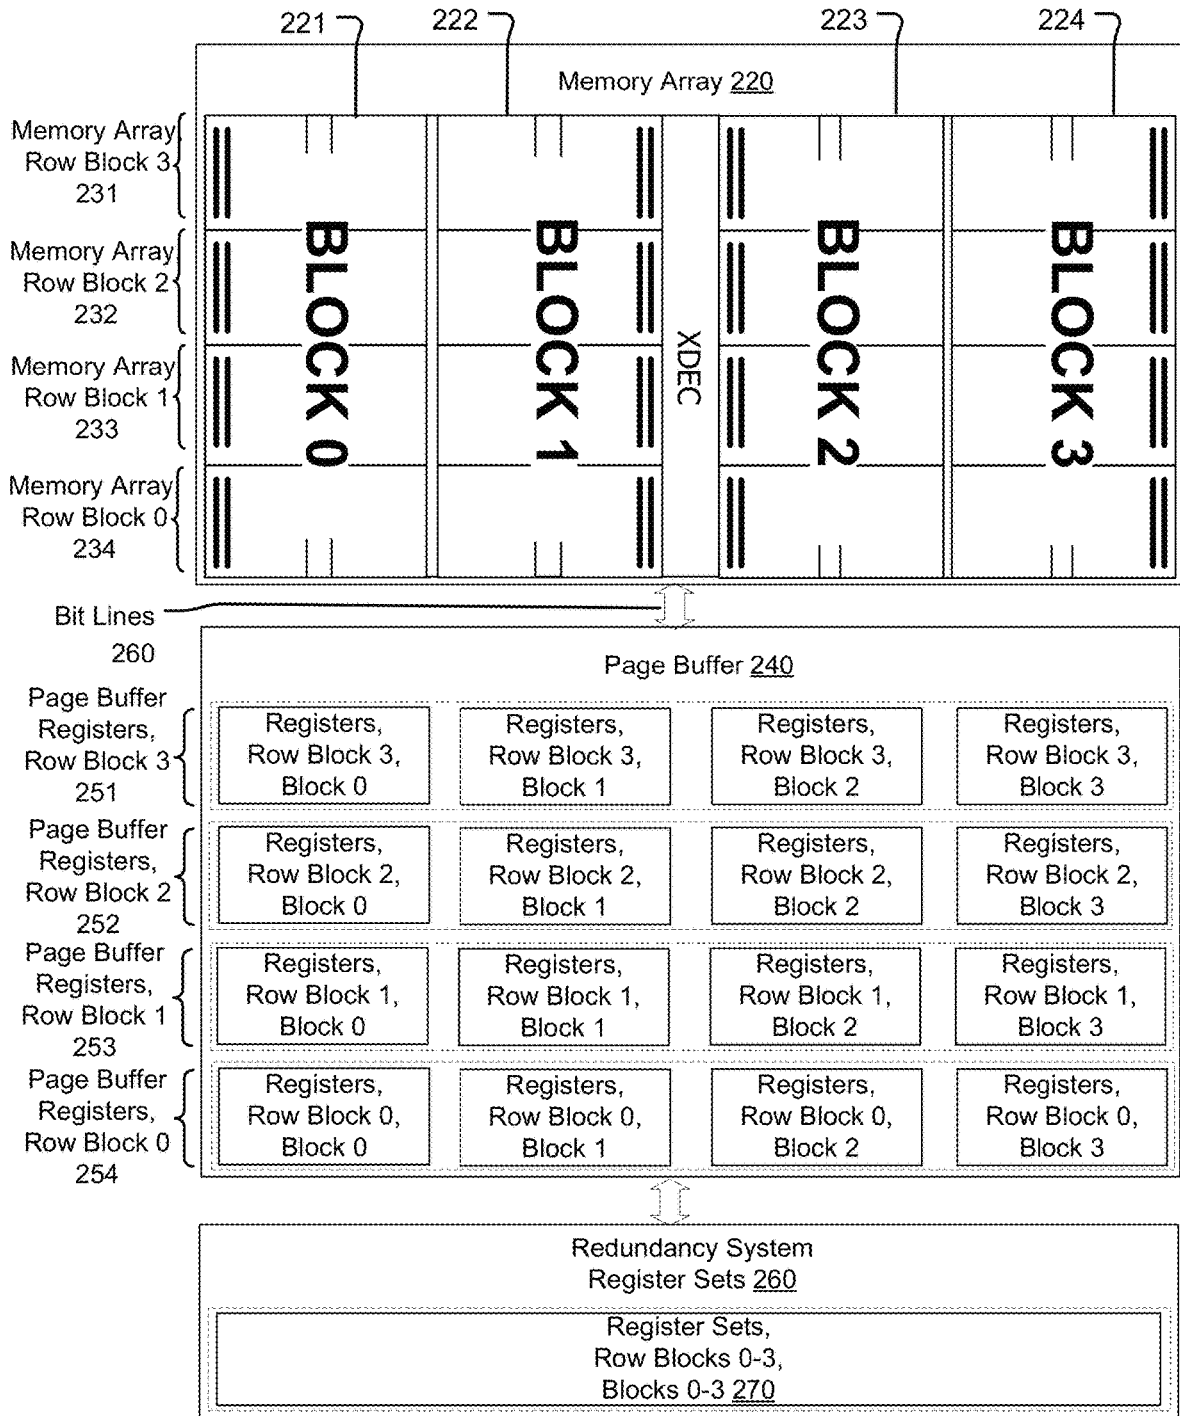 221
222
223
224
Memory Array 220
Memory Array
Row Block 3
231
Memory Array
Row Block 2
232
Memory Array
Row Block 1
233
Memory Array
Row Block 0
234
BLOCK 0
BLOCK 1
XDEC
BLOCK 2
BLOCK 3
Bit Lines
260
Page Buffer 240
Page Buffer
Registers,
Row Block 3
251
Registers,
Row Block 3,
Block 0
Registers,
Row Block 3,
Block 1
Registers,
Row Block 3,
Block 2
Registers,
Row Block 3,
Block 3
Page Buffer
Registers,
Row Block 2
252
Registers,
Row Block 2,
Block 0
Registers,
Row Block 2,
Block 1
Registers,
Row Block 2,
Block 2
Registers,
Row Block 2,
Block 3
Page Buffer
Registers,
Row Block 1
253
Registers,
Row Block 1,
Block 0
Registers,
Row Block 1,
Block 1
Registers,
Row Block 1,
Block 2
Registers,
Row Block 1,
Block 3
Page Buffer
Registers,
Row Block 0
254
Registers,
Row Block 0,
Block 0
Registers,
Row Block 0,
Block 1
Registers,
Row Block 0,
Block 2
Registers,
Row Block 0,
Block 3
Redundancy System
Register Sets 260
Register Sets,
Row Blocks 0-3,
Blocks 0-3 270